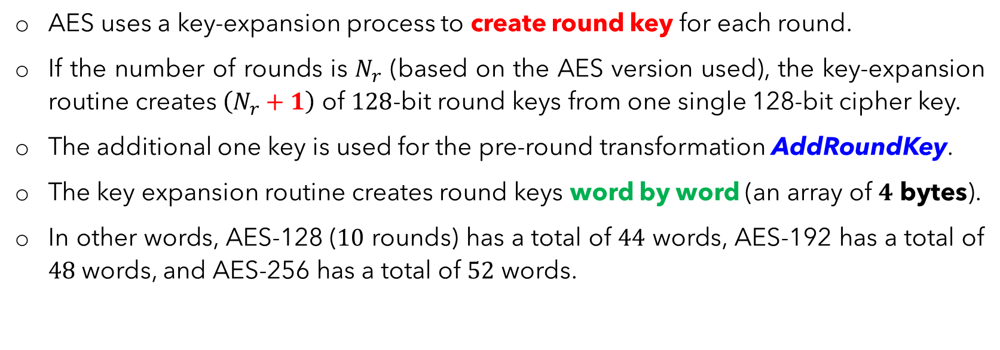 ○ AES uses a key-expansion process to create round key for each round.
○ If the number of rounds is Nᵣ (based on the AES version used), the key-expansion
routine creates (Nᵣ + 1) of 128-bit round keys from one single 128-bit cipher key.
○ The additional one key is used for the pre-round transformation AddRoundKey.
○ The key expansion routine creates round keys word by word (an array of 4 bytes).
○ In other words, AES-128 (10 rounds) has a total of 44 words, AES-192 has a total of
48 words, and AES-256 has a total of 52 words.